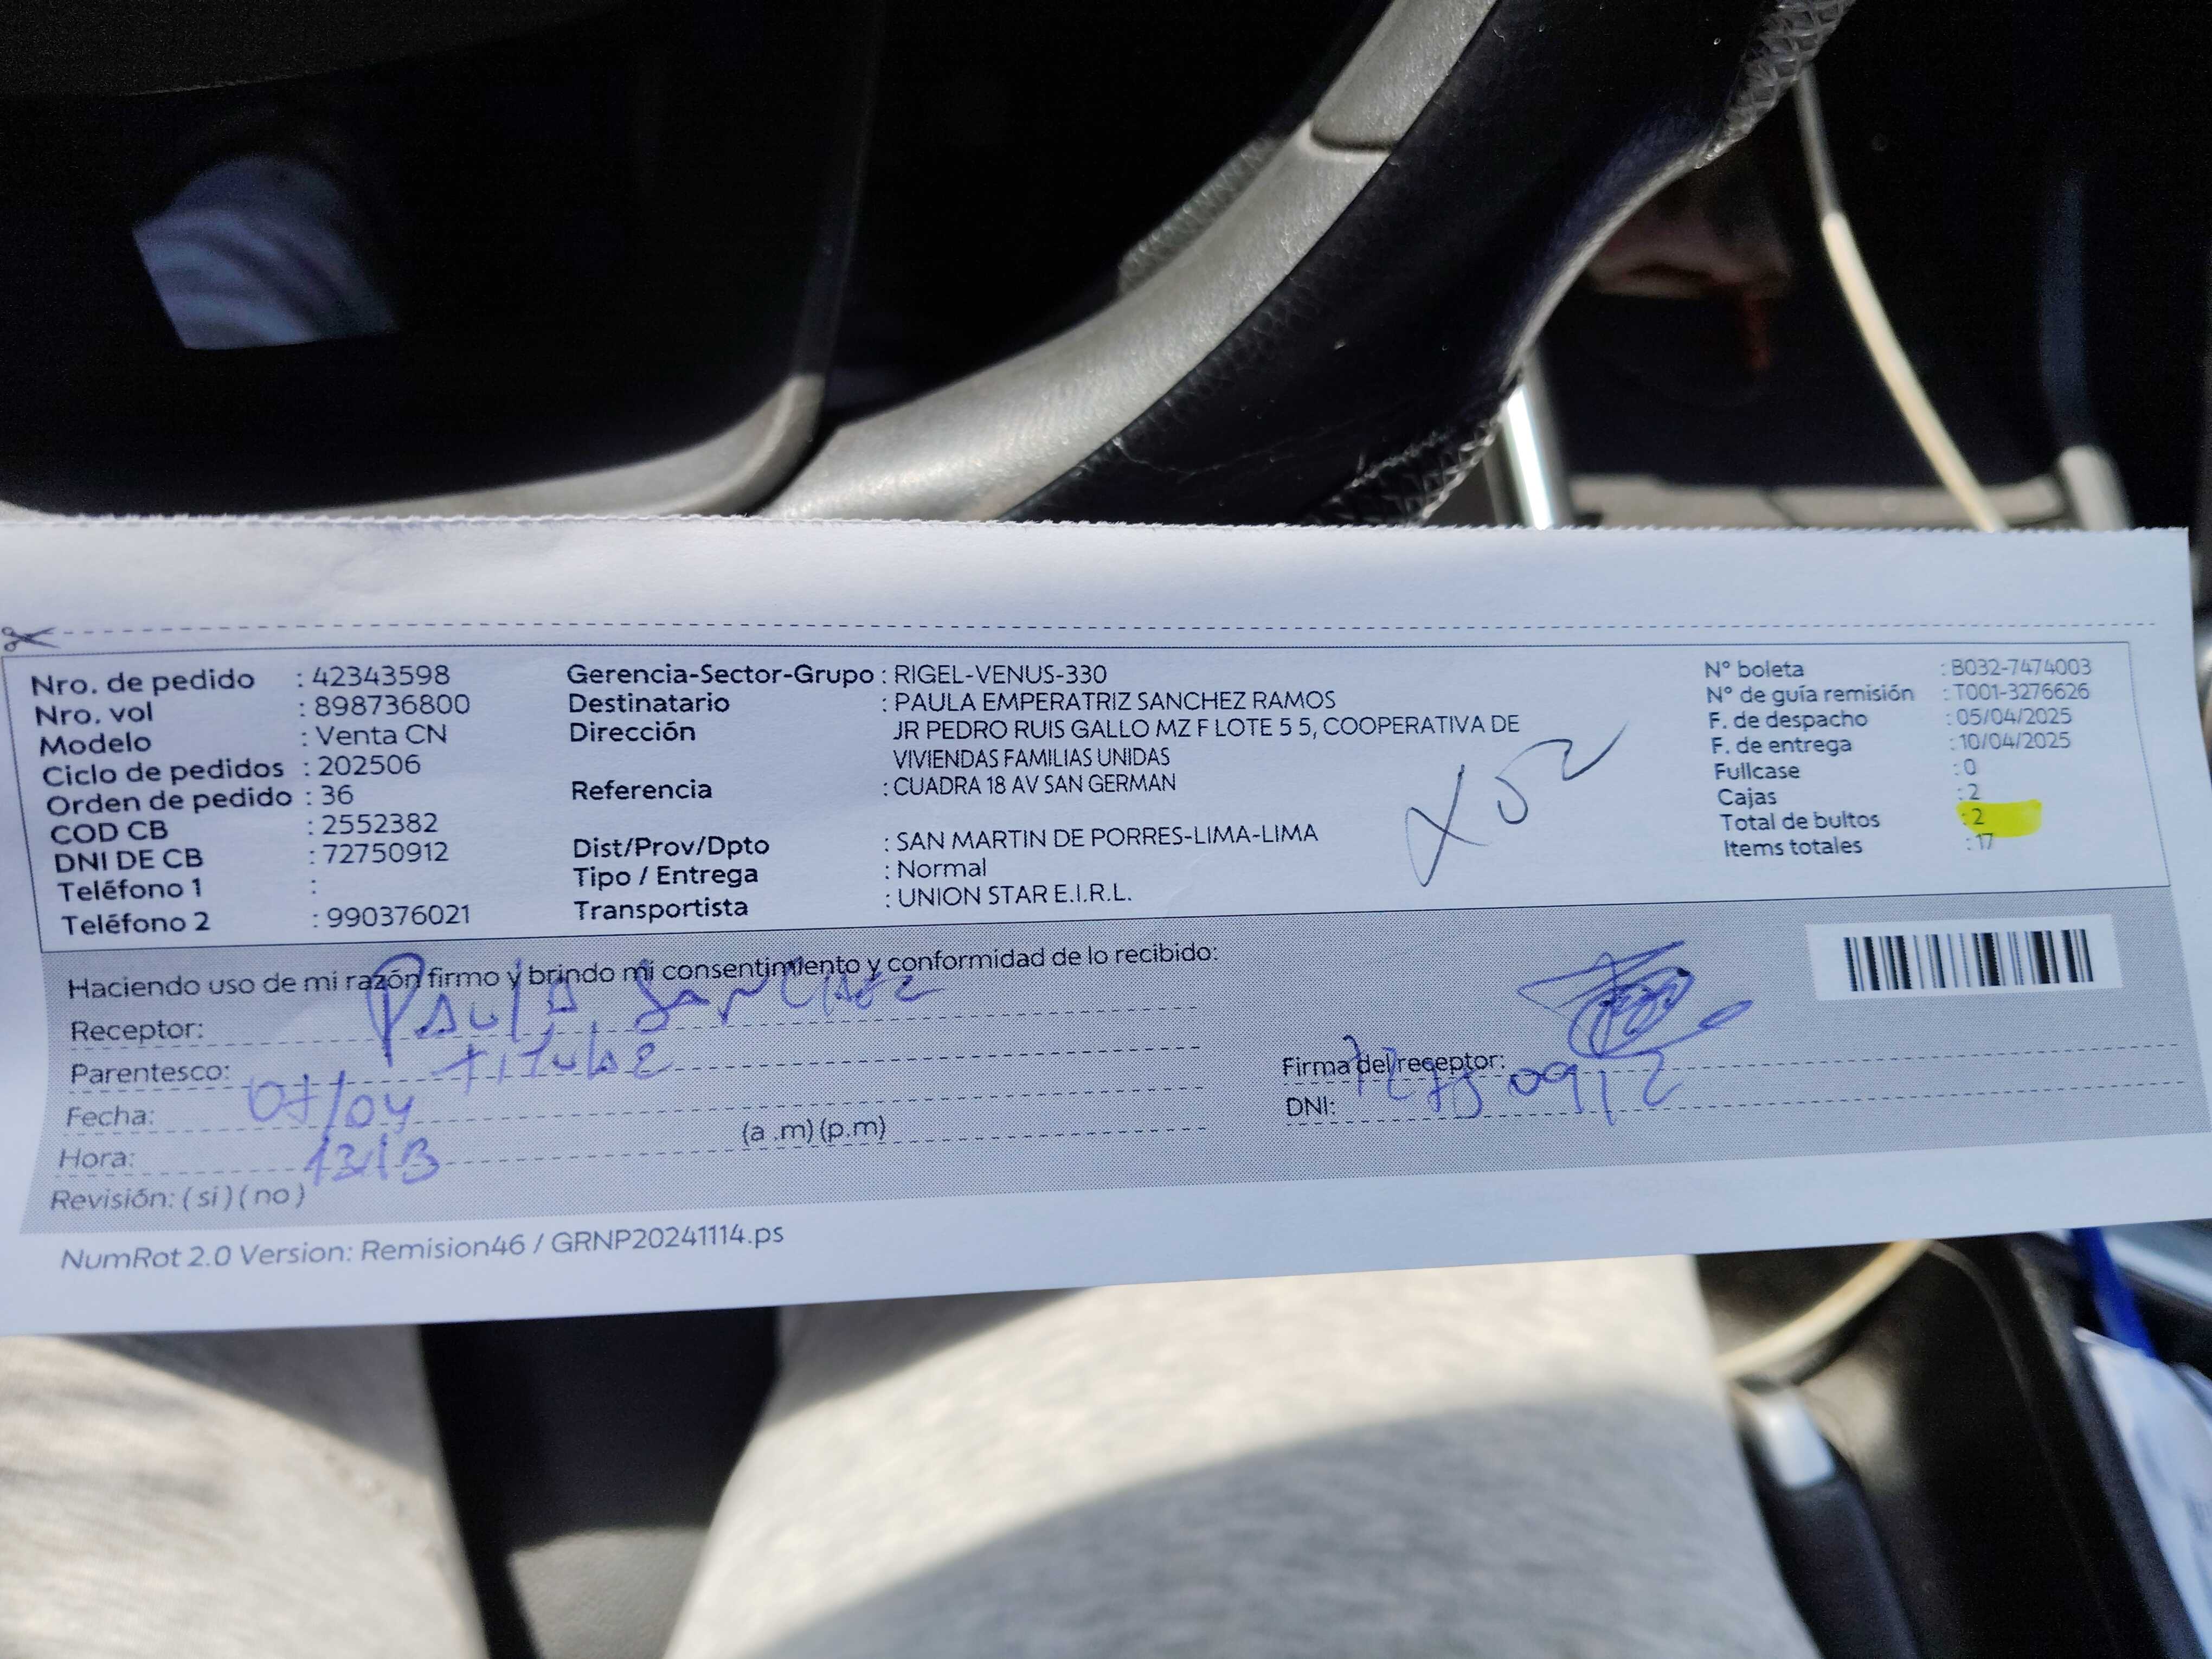 Nro. de pedido : 42343598
Nro. vol : 898736800
Modelo : Venta CN
Ciclo de pedidos : 202506
Orden de pedido : 36
COD CB : 2552382
DNI DE CB : 72750912
Teléfono 1 :
Teléfono 2 : 990376021
Gerencia-Sector-Grupo : RIGEL-VENUS-330
Destinatario : PAULA EMPERATRIZ SANCHEZ RAMOS
Dirección JR PEDRO RUIS GALLO MZ F LOTE 5 5, COOPERATIVA DE
VIVIENDAS FAMILIAS UNIDAS
Referencia : CUADRA 18 AV SAN GERMAN
Dist/Prov/Dpto : SAN MARTIN DE PORRES-LIMA-LIMA
Tipo / Entrega : Normal
Transportista : UNION STAR E.I.R.L.
N° boleta : B032-7474003
N° de guía remisión : T001-3276626
F. de despacho : 05/04/2025
F. de entrega : 10/04/2025
Fullcase : 0
Cajas : 2
Total de bultos : 2
Items totales : 17
Haciendo uso de mi razón firmo y brindo mi consentimiento y conformidad de lo recibido:
Receptor: Paula Sanchez
Parentesco: Titular
Fecha: 07/04
Hora: (a .m) (p.m)
Revisión: ( si ) ( no )
Firma del receptor:
DNI: 72750912
NumRot 2.0 Version: Remision46 / GRNP20241114.ps